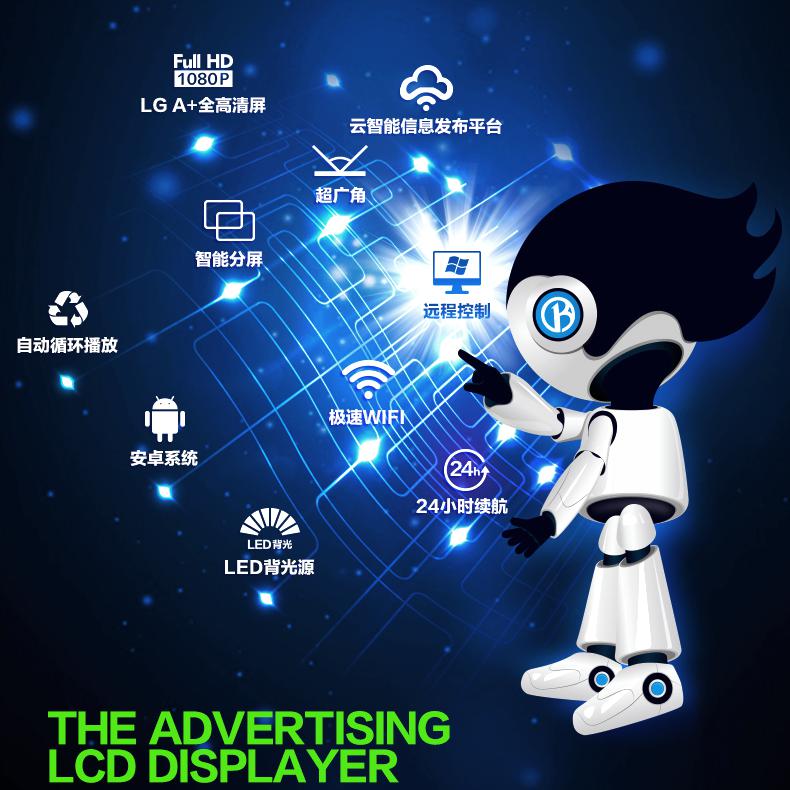 Full HD
1080P
LG A+全高清屏
云智能信息发布平台
超广角
智能分屏
远程控制
自动循环播放
极速WIFI
安卓系统
24h
24小时续航
LED背光
LED背光源
THE ADVERTISING
LCD DISPLAYER